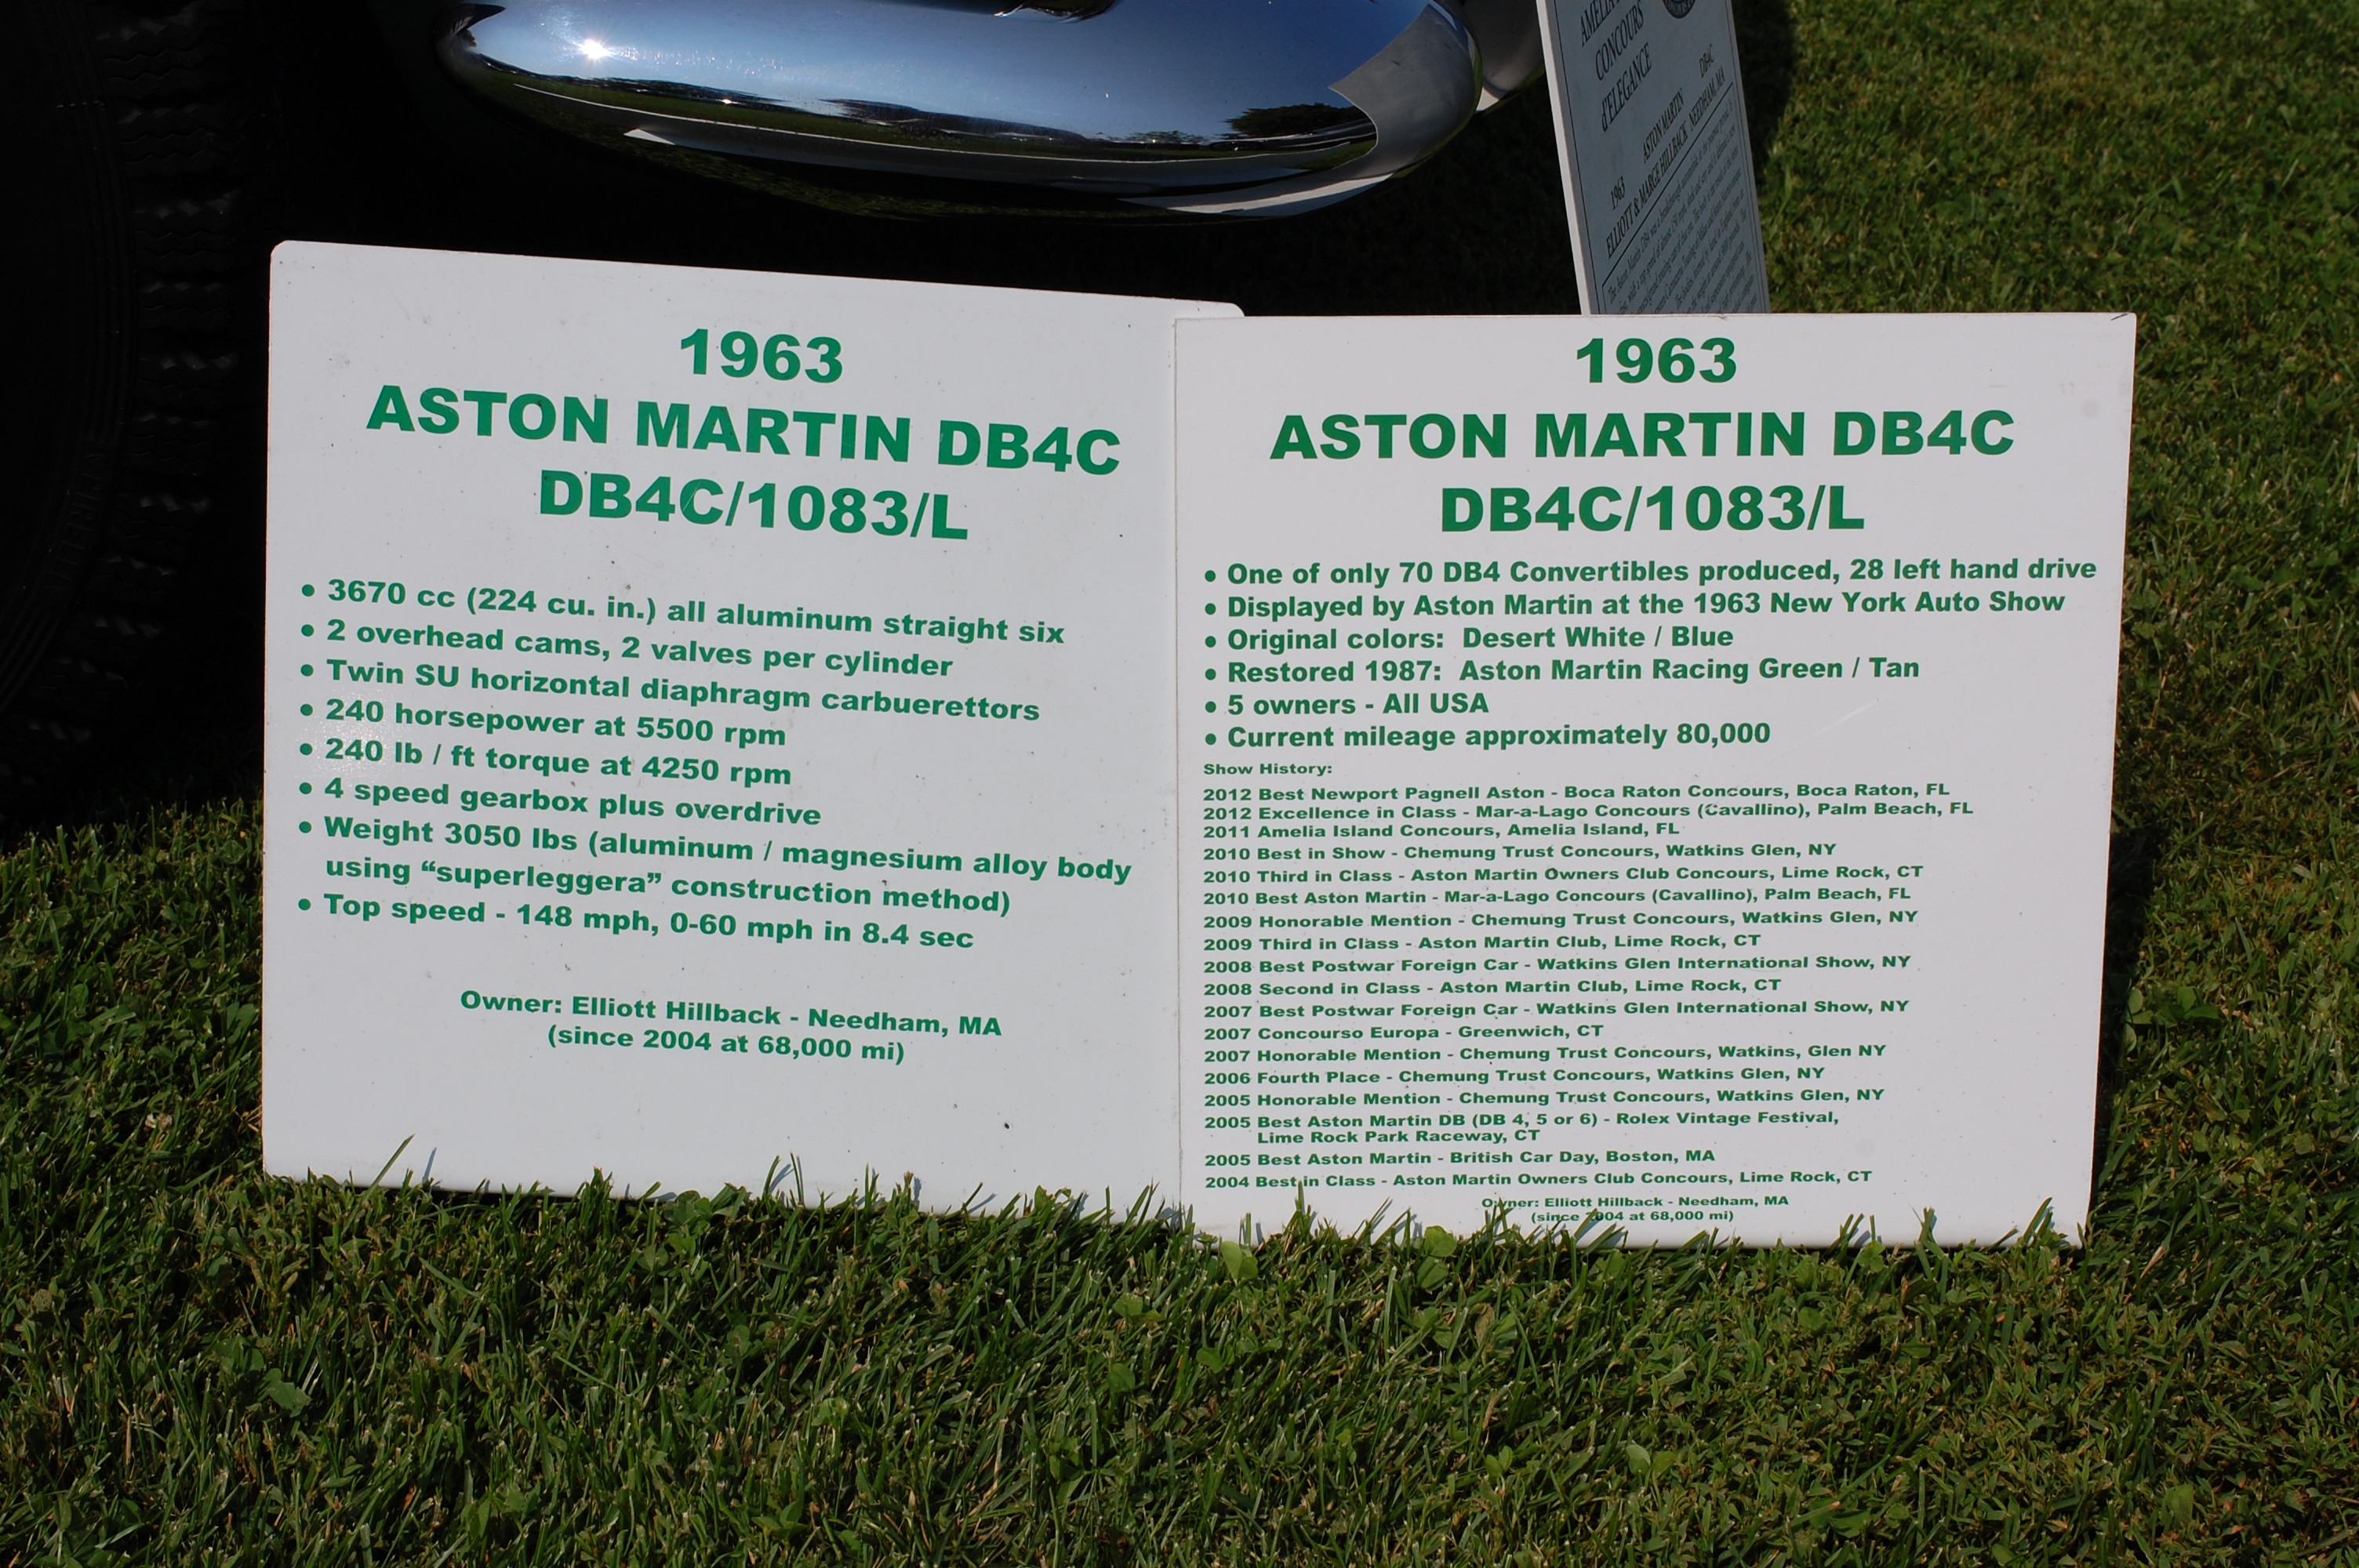 AMELIA
CONCOURS
d'ELEGANCE
1963 ASTON MARTIN DB4C
ELLIOTT & MARGE HILLBACK NEEDHAM, MA
1963
ASTON MARTIN DB4C
DB4C/1083/L
• 3670 cc (224 cu. in.) all aluminum straight six
• 2 overhead cams, 2 valves per cylinder
• Twin SU horizontal diaphragm carbuerettors
• 240 horsepower at 5500 rpm
• 240 lb / ft torque at 4250 rpm
• 4 speed gearbox plus overdrive
• Weight 3050 lbs (aluminum / magnesium alloy body
using “superleggera” construction method)
• Top speed - 148 mph, 0-60 mph in 8.4 sec
Owner: Elliott Hillback - Needham, MA
(since 2004 at 68,000 mi)
1963
ASTON MARTIN DB4C
DB4C/1083/L
• One of only 70 DB4 Convertibles produced, 28 left hand drive
• Displayed by Aston Martin at the 1963 New York Auto Show
• Original colors: Desert White / Blue
• Restored 1987: Aston Martin Racing Green / Tan
• 5 owners - All USA
• Current mileage approximately 80,000
Show History:
2012 Best Newport Pagnell Aston - Boca Raton Concours, Boca Raton, FL
2012 Excellence in Class - Mar-a-Lago Concours (Cavallino), Palm Beach, FL
2011 Amelia Island Concours, Amelia Island, FL
2010 Best in Show - Chemung Trust Concours, Watkins Glen, NY
2010 Third in Class - Aston Martin Owners Club Concours, Lime Rock, CT
2010 Best Aston Martin - Mar-a-Lago Concours (Cavallino), Palm Beach, FL
2009 Honorable Mention - Chemung Trust Concours, Watkins Glen, NY
2009 Third in Class - Aston Martin Club, Lime Rock, CT
2008 Best Postwar Foreign Car - Watkins Glen International Show, NY
2008 Second in Class - Aston Martin Club, Lime Rock, CT
2007 Best Postwar Foreign Car - Watkins Glen International Show, NY
2007 Concourso Europa - Greenwich, CT
2007 Honorable Mention - Chemung Trust Concours, Watkins, Glen NY
2006 Fourth Place - Chemung Trust Concours, Watkins Glen, NY
2005 Honorable Mention - Chemung Trust Concours, Watkins Glen, NY
2005 Best Aston Martin DB (DB 4, 5 or 6) - Rolex Vintage Festival,
Lime Rock Park Raceway, CT
2005 Best Aston Martin - British Car Day, Boston, MA
2004 Best in Class - Aston Martin Owners Club Concours, Lime Rock, CT
Owner: Elliott Hillback - Needham, MA
(since 2004 at 68,000 mi)